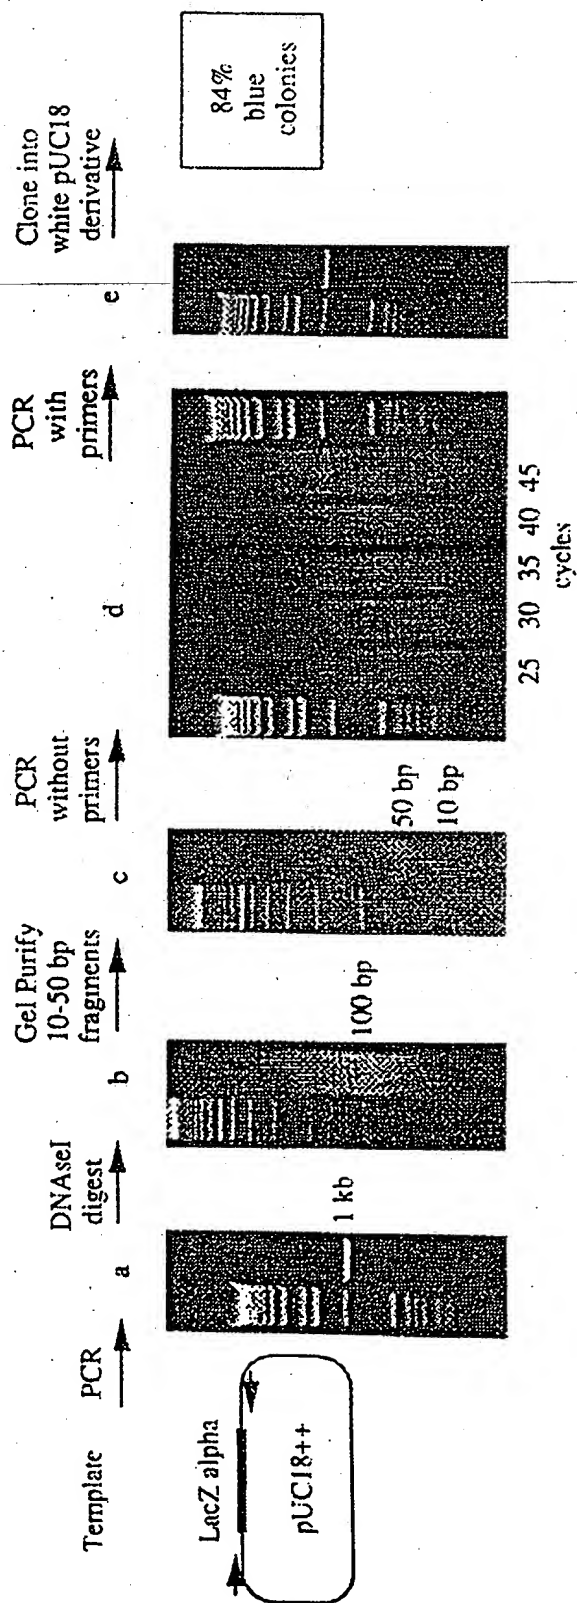 Template
PCR
a
DNAseI
digest
b
Gel Purify
10-50 bp
fragments
c
PCR
without
primers
d
PCR
with
primers
e
Clone into
white pUC18
derivative
LacZ alpha
pUC18++
1 kb
100 bp
50 bp
10 bp
25 30 35 40 45
cycles
84%
blue
colonies